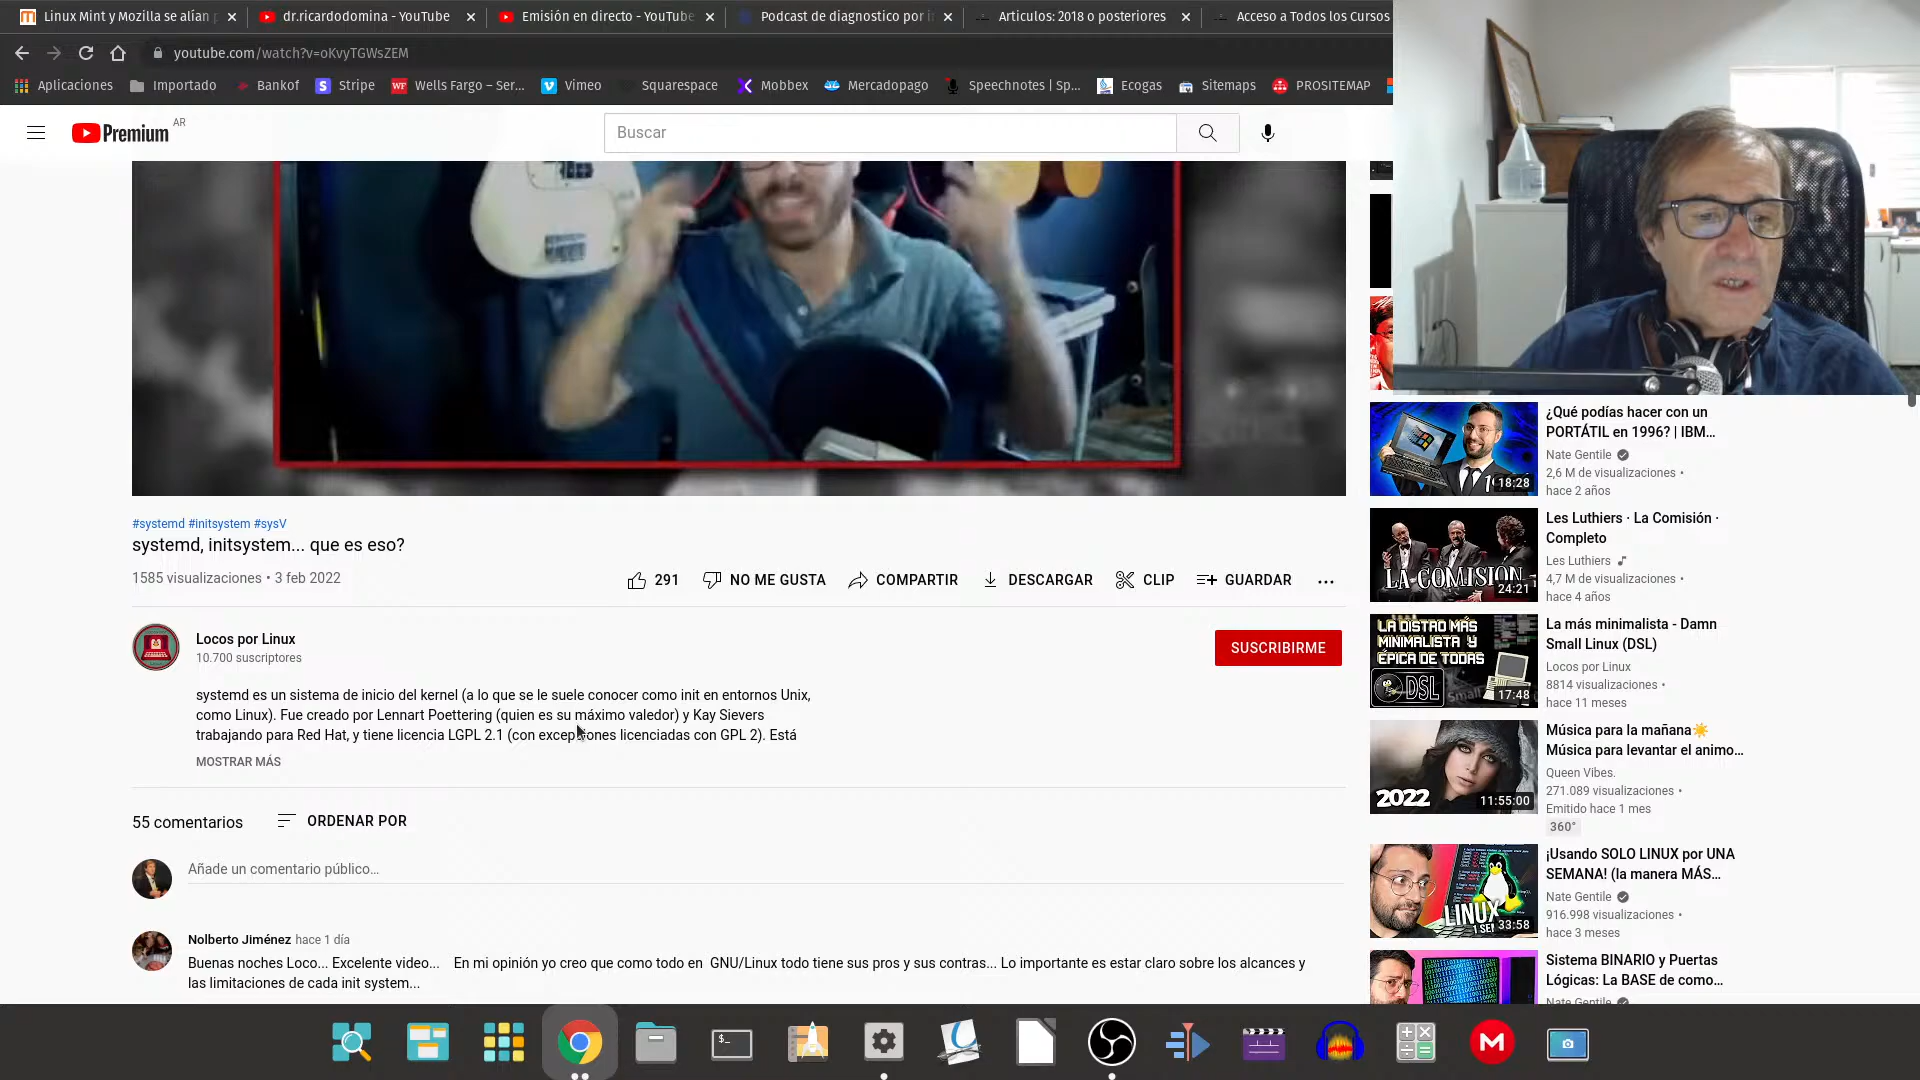 Linux Mint y Mozilla se alían
dr.ricardodomina - YouTube
Emisión en directo - YouTube
Podcast de diagnostico por
Articulos: 2018 o posteriores
Acceso a Todos los Cursos
youtube.com/watch?v=oKvyTGWsZEM
Aplicaciones
Importado
Bankof
Stripe
Wells Fargo – Ser...
Vimeo
Squarespace
Mobbex
Mercadopago
Speechnotes | Sp...
Ecogas
Sitemaps
PROSITEMAP
Premium
AR
Buscar
#systemd #initsystem #sysV
systemd, initsystem... que es eso?
1585 visualizaciones • 3 feb 2022
291
NO ME GUSTA
COMPARTIR
DESCARGAR
CLIP
GUARDAR
Locos por Linux
10.700 suscriptores
SUSCRIBIRME
systemd es un sistema de inicio del kernel (a lo que se le suele conocer como init en entornos Unix,
como Linux). Fue creado por Lennart Poettering (quien es su máximo valedor) y Kay Sievers
trabajando para Red Hat, y tiene licencia LGPL 2.1 (con excepciones licenciadas con GPL 2). Está
MOSTRAR MÁS
55 comentarios
ORDENAR POR
Añade un comentario público...
Nolberto Jiménez hace 1 día
Buenas noches Loco... Excelente video... En mi opinión yo creo que como todo en GNU/Linux todo tiene sus pros y sus contras... Lo importante es estar claro sobre los alcances y
las limitaciones de cada init system...
18:28
¿Qué podías hacer con un
PORTÁTIL en 1996? | IBM...
Nate Gentile
2,6 M de visualizaciones •
hace 2 años
LA COMISION
24:21
Les Luthiers · La Comisión ·
Completo
Les Luthiers
4,7 M de visualizaciones •
hace 4 años
LA DISTRO MÁS
MINIMALISTA Y
ÉPICA DE TODAS
DSL
17:48
La más minimalista - Damn
Small Linux (DSL)
Locos por Linux
8814 visualizaciones •
hace 11 meses
2022
11:55:00
Música para la mañana☀️
Música para levantar el animo...
Queen Vibes.
271.089 visualizaciones •
Emitido hace 1 mes
360°
LINUX
33:58
¡Usando SOLO LINUX por UNA
SEMANA! (la manera MÁS...
Nate Gentile
916.998 visualizaciones •
hace 3 meses
Sistema BINARIO y Puertas
Lógicas: La BASE de como...
Nate Gentile